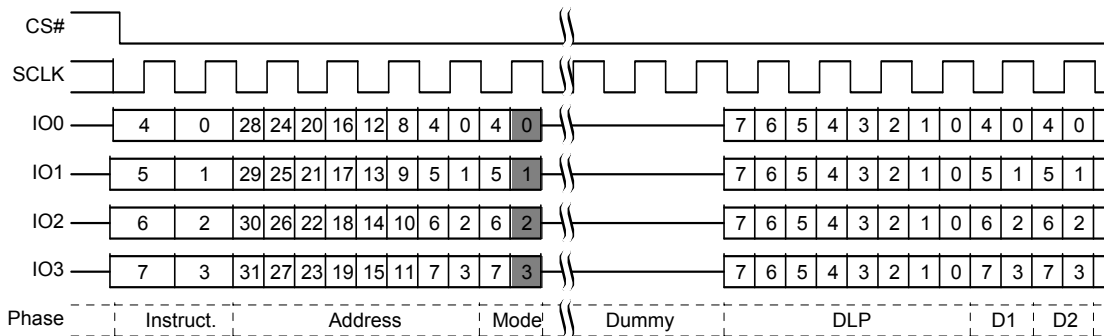 CS#
SCLK
IO0 4 0 28 24 20 16 12 8 4 0 4 0 7 6 5 4 3 2 1 0 4 0 4 0
IO1 5 1 29 25 21 17 13 9 5 1 5 1 7 6 5 4 3 2 1 0 5 1 5 1
IO2 6 2 30 26 22 18 14 10 6 2 6 2 7 6 5 4 3 2 1 0 6 2 6 2
IO3 7 3 31 27 23 19 15 11 7 3 7 3 7 6 5 4 3 2 1 0 7 3 7 3
Phase Instruct. Address Mode Dummy DLP D1 D2